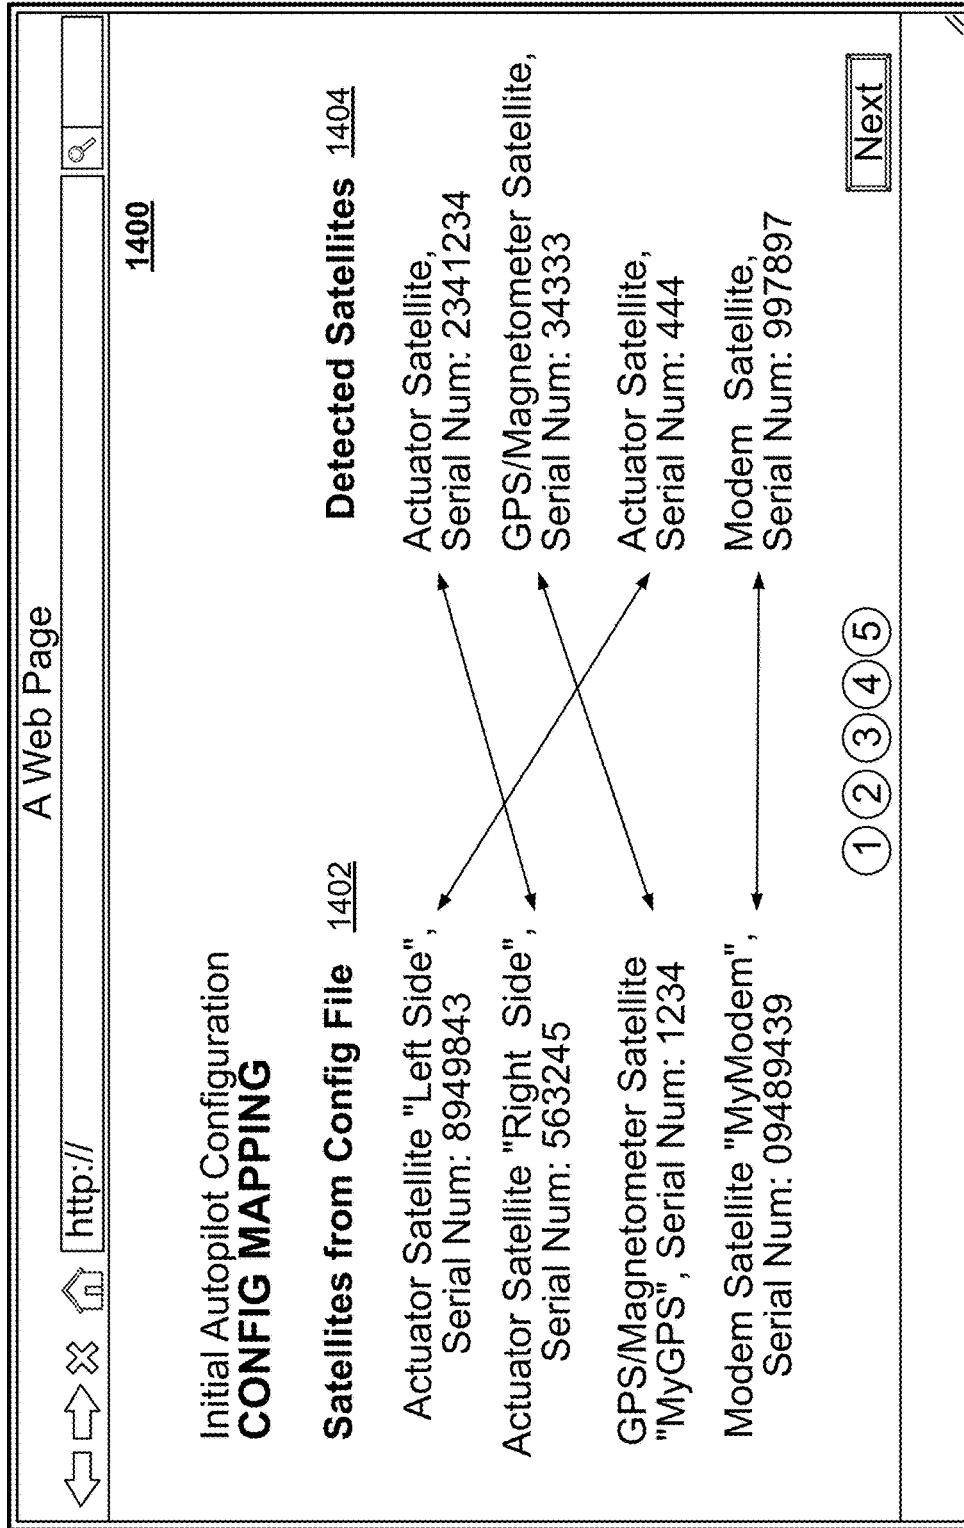 A Web Page
http://
1400
Initial Autopilot Configuration
CONFIG MAPPING
Satellites from Config File 1402
Actuator Satellite "Left Side",
Serial Num: 8949843
Actuator Satellite "Right Side",
Serial Num: 563245
GPS/Magnetometer Satellite
"MyGPS", Serial Num: 1234
Modem Satellite "MyModem",
Serial Num: 09489439
Detected Satellites 1404
Actuator Satellite,
Serial Num: 2341234
GPS/Magnetometer Satellite,
Serial Num: 34333
Actuator Satellite,
Serial Num: 444
Modem Satellite,
Serial Num: 997897
1 2 3 4 5
Next